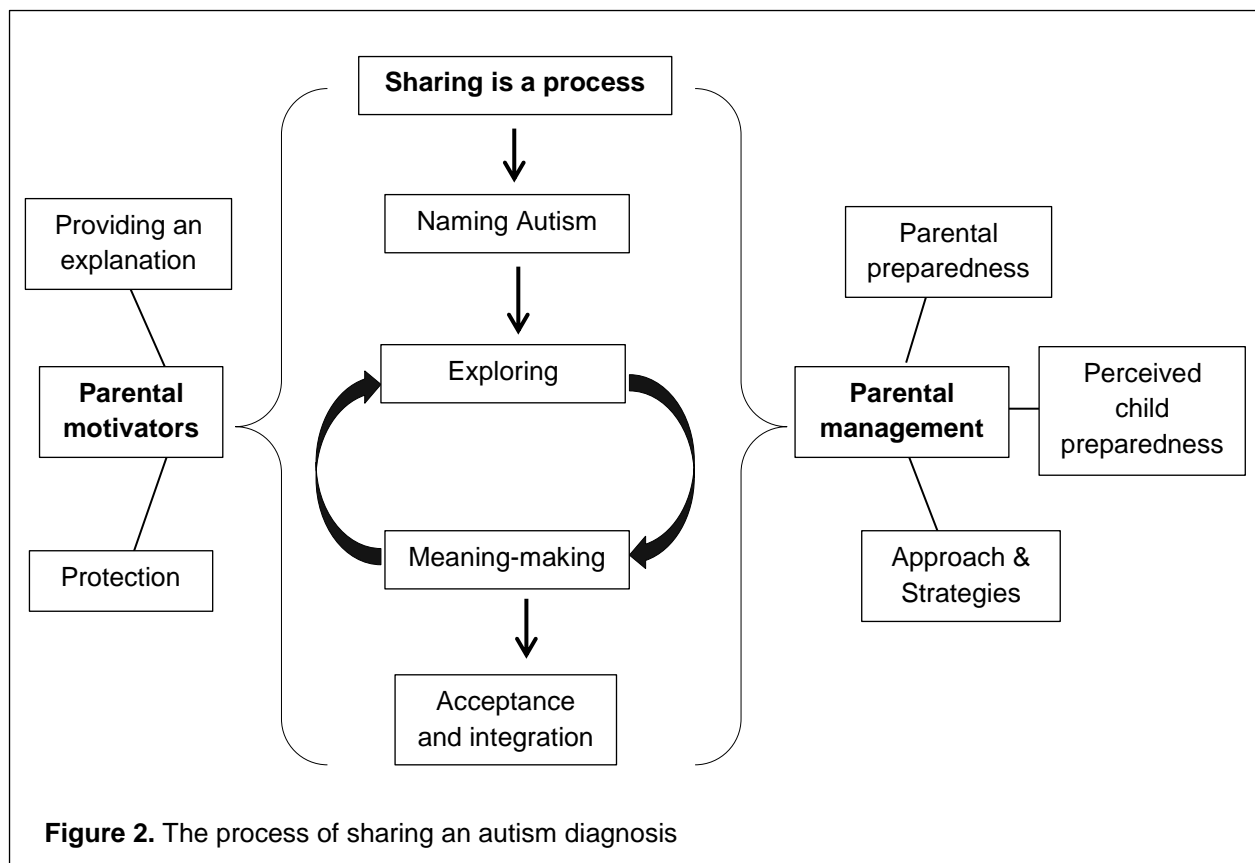 Sharing is a process
Naming Autism
Exploring
Meaning-making
Acceptance
and integration
Providing an
explanation
Parental
motivators
Protection
Parental
preparedness
Parental
management
Perceived
child
preparedness
Approach &
Strategies
Figure 2. The process of sharing an autism diagnosis